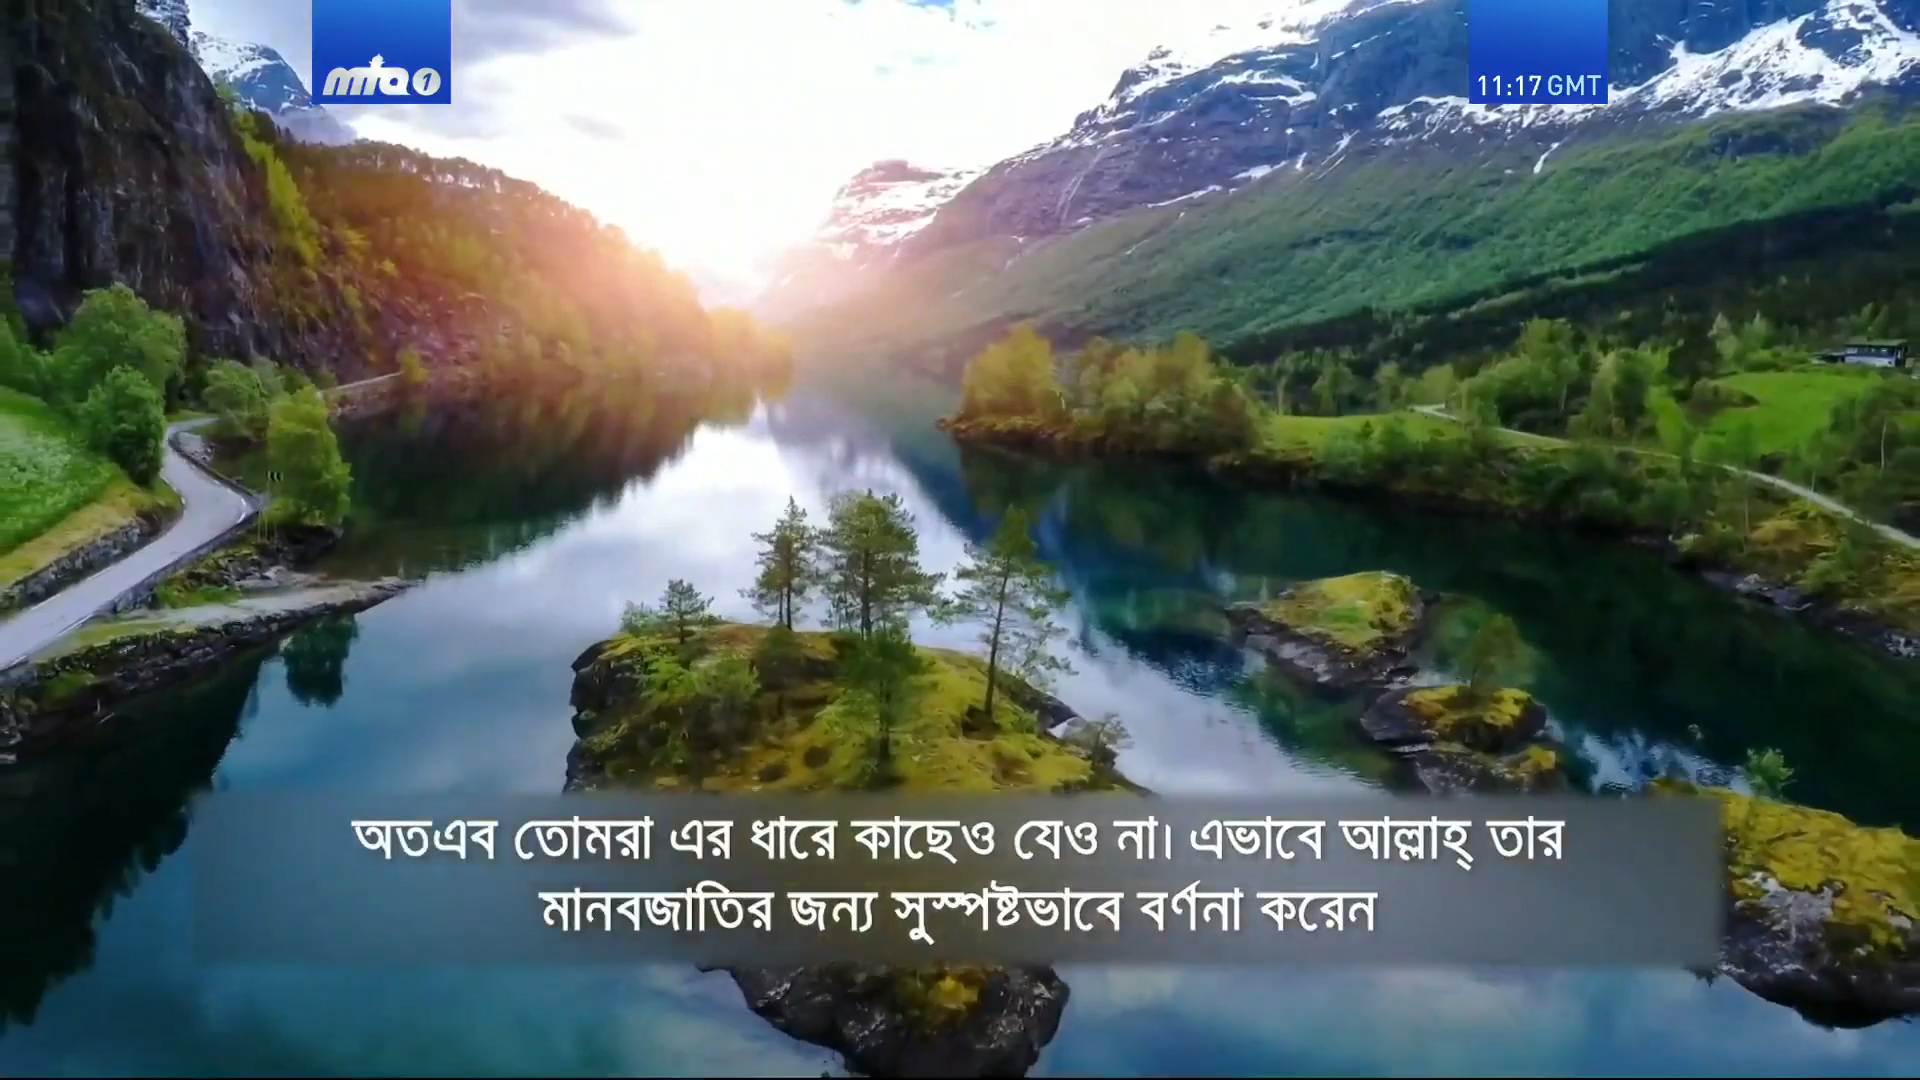 mta1
11:17 GMT
অতএব তোমরা এর ধারে কাছেও যেও না। এভাবে আল্লাহ্ তার
মানবজাতির জন্য সুস্পষ্টভাবে বর্ণনা করেন